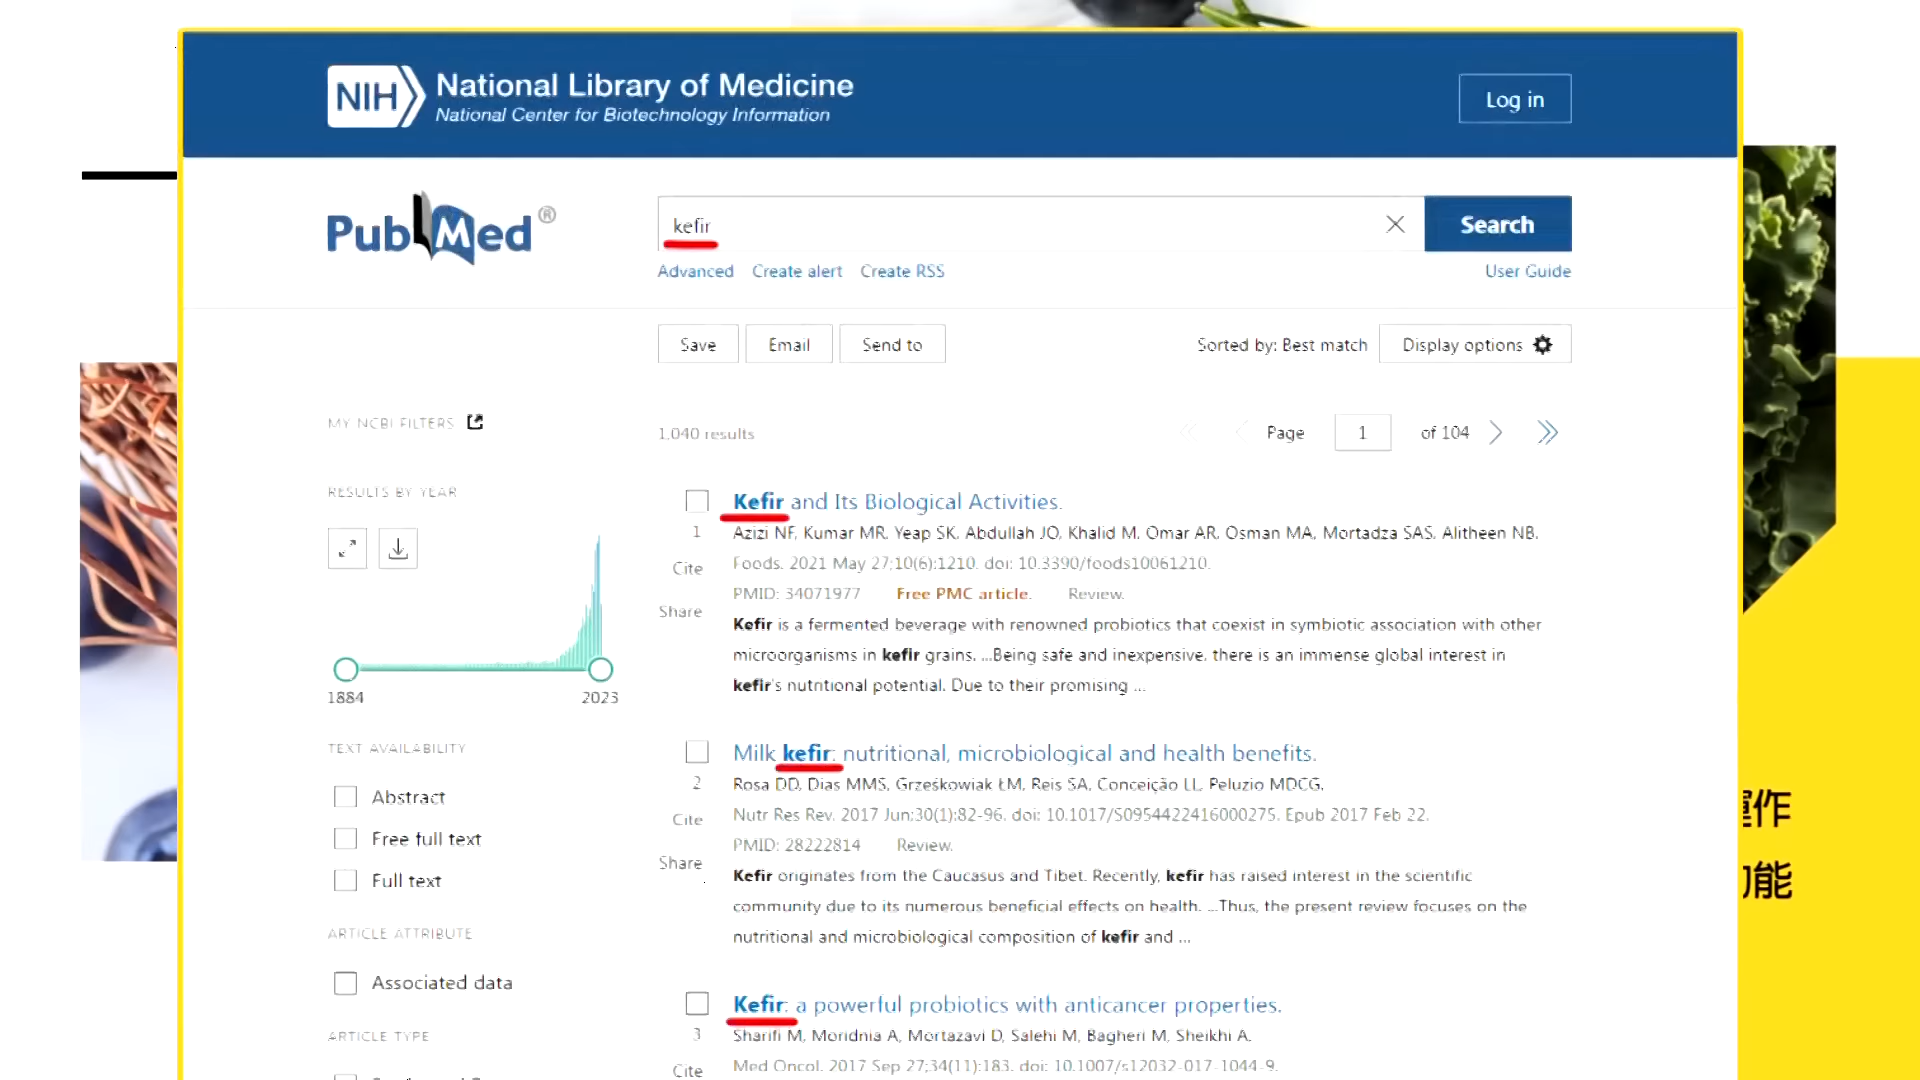 NIH National Library of Medicine
National Center for Biotechnology Information
Log in
PubMed®
kefir
Search
Advanced Create alert Create RSS
User Guide
Save Email Send to
Sorted by: Best match Display options
MY NCBI FILTERS
1,040 results
Page 1 of 104
RESULTS BY YEAR
1884 2023
TEXT AVAILABILITY
Abstract
Free full text
Full text
ARTICLE ATTRIBUTE
Associated data
ARTICLE TYPE
Kefir and Its Biological Activities.
1
Azizi NF, Kumar MR, Yeap SK, Abdullah JO, Khalid M, Omar AR, Osman MA, Mortadza SAS, Alitheen NB.
Cite
Foods. 2021 May 27;10(6):1210. doi: 10.3390/foods10061210.
PMID: 34071977 Free PMC article. Review.
Share
Kefir is a fermented beverage with renowned probiotics that coexist in symbiotic association with other
microorganisms in kefir grains. ...Being safe and inexpensive, there is an immense global interest in
kefir's nutritional potential. Due to their promising ...
Milk kefir: nutritional, microbiological and health benefits.
2
Rosa DD, Dias MMS, Grześkowiak ŁM, Reis SA, Conceição LL, Peluzio MDCG.
Cite
Nutr Res Rev. 2017 Jun;30(1):82-96. doi: 10.1017/S0954422416000275. Epub 2017 Feb 22.
PMID: 28222814 Review.
Share
Kefir originates from the Caucasus and Tibet. Recently, kefir has raised interest in the scientific
community due to its numerous beneficial effects on health. ...Thus, the present review focuses on the
nutritional and microbiological composition of kefir and ...
Kefir: a powerful probiotics with anticancer properties.
3
Sharifi M, Moridnia A, Mortazavi D, Salehi M, Bagheri M, Sheikhi A.
Cite
Med Oncol. 2017 Sep 27;34(11):183. doi: 10.1007/s12032-017-1044-9.
運作
功能